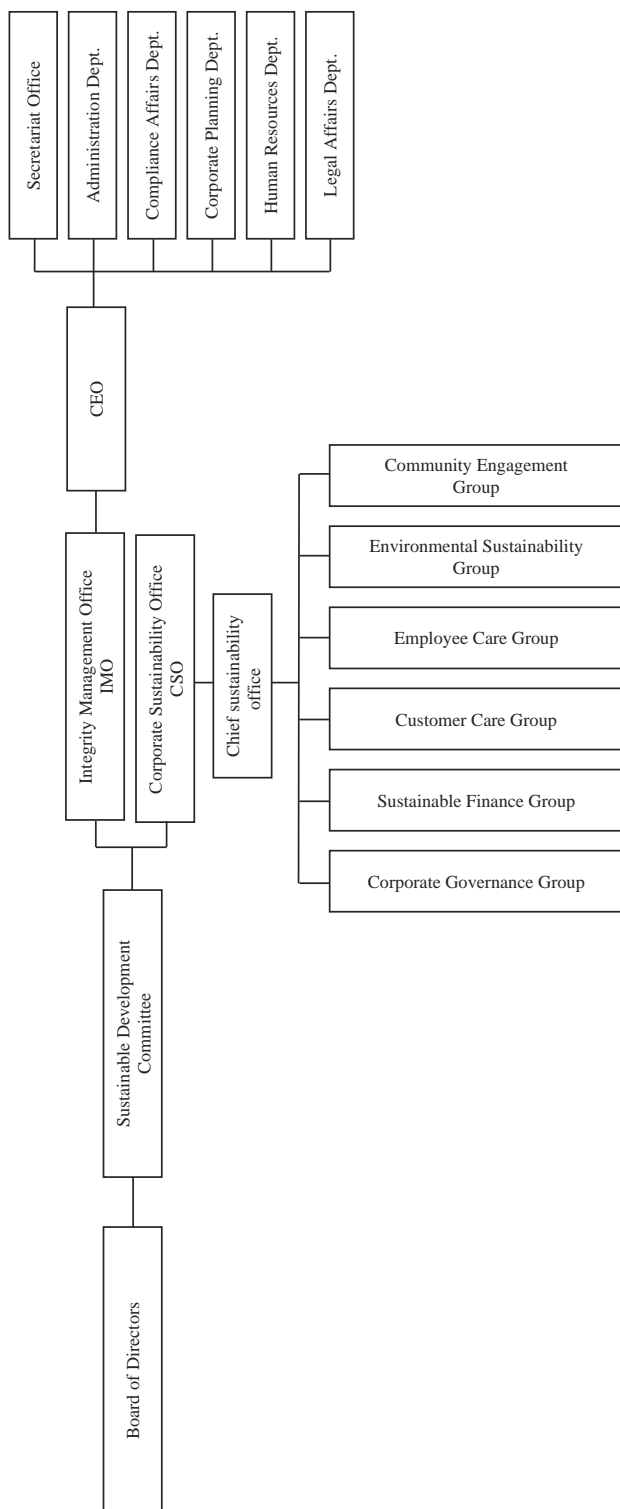 Board of Directors
Sustainable Development
Committee
Integrity Management Office
IMO
Corporate Sustainability Office
CSO
CEO
Secretariat Office
Administration Dept.
Compliance Affairs Dept.
Corporate Planning Dept.
Human Resources Dept.
Legal Affairs Dept.
Chief sustainability
office
Community Engagement
Group
Environmental Sustainability
Group
Employee Care Group
Customer Care Group
Sustainable Finance Group
Corporate Governance Group